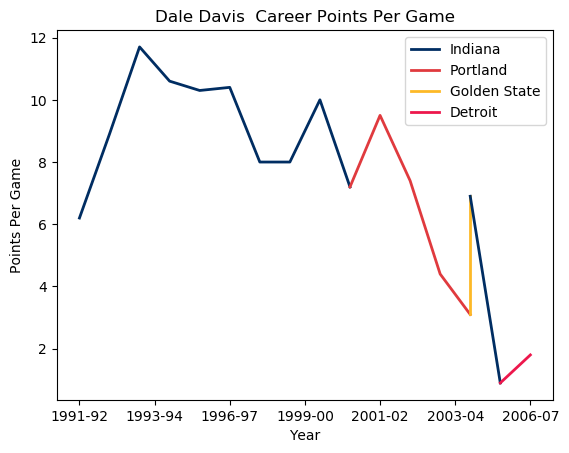 Dale Davis  Career Points Per Game
12
10
8
6
4
2
Points Per Game
Indiana
Portland
Golden State
Detroit
1991-92 1993-94 1996-97 1999-00 2001-02 2003-04 2006-07
Year